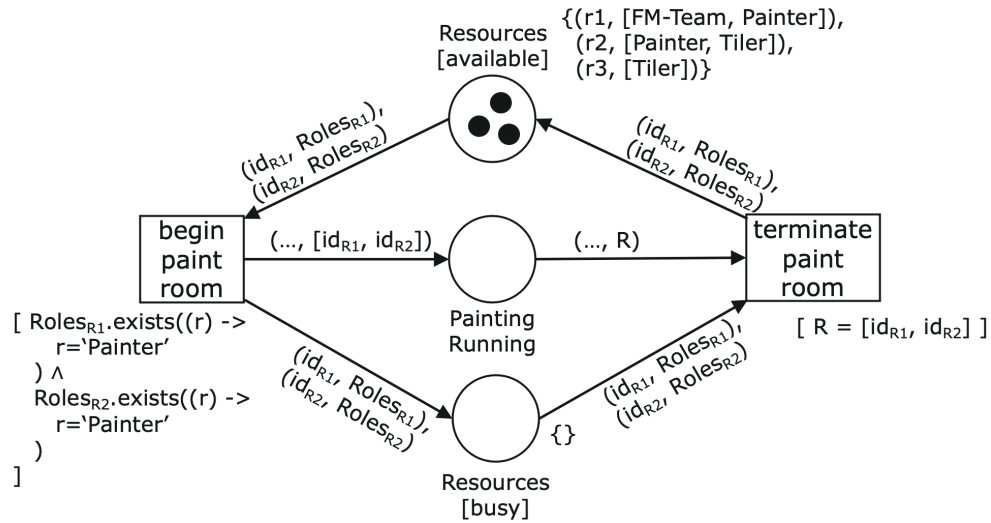 Resources
[available]
{(r1, [FM-Team, Painter]),
(r2, [Painter, Tiler]),
(r3, [Tiler])}
(idR1, RolesR1),
(idR2, RolesR2)
(idR1, RolesR1),
(idR2, RolesR2)
begin
paint
room
(..., [idR1, idR2])
(..., R)
terminate
paint
room
Painting
Running
[ RolesR1.exists((r) ->
r=‘Painter’
) ∧
RolesR2.exists((r) ->
r=‘Painter’
)
]
[ R = [idR1, idR2] ]
(idR1, RolesR1),
(idR2, RolesR2)
(idR1, RolesR1),
(idR2, RolesR2)
{}
Resources
[busy]